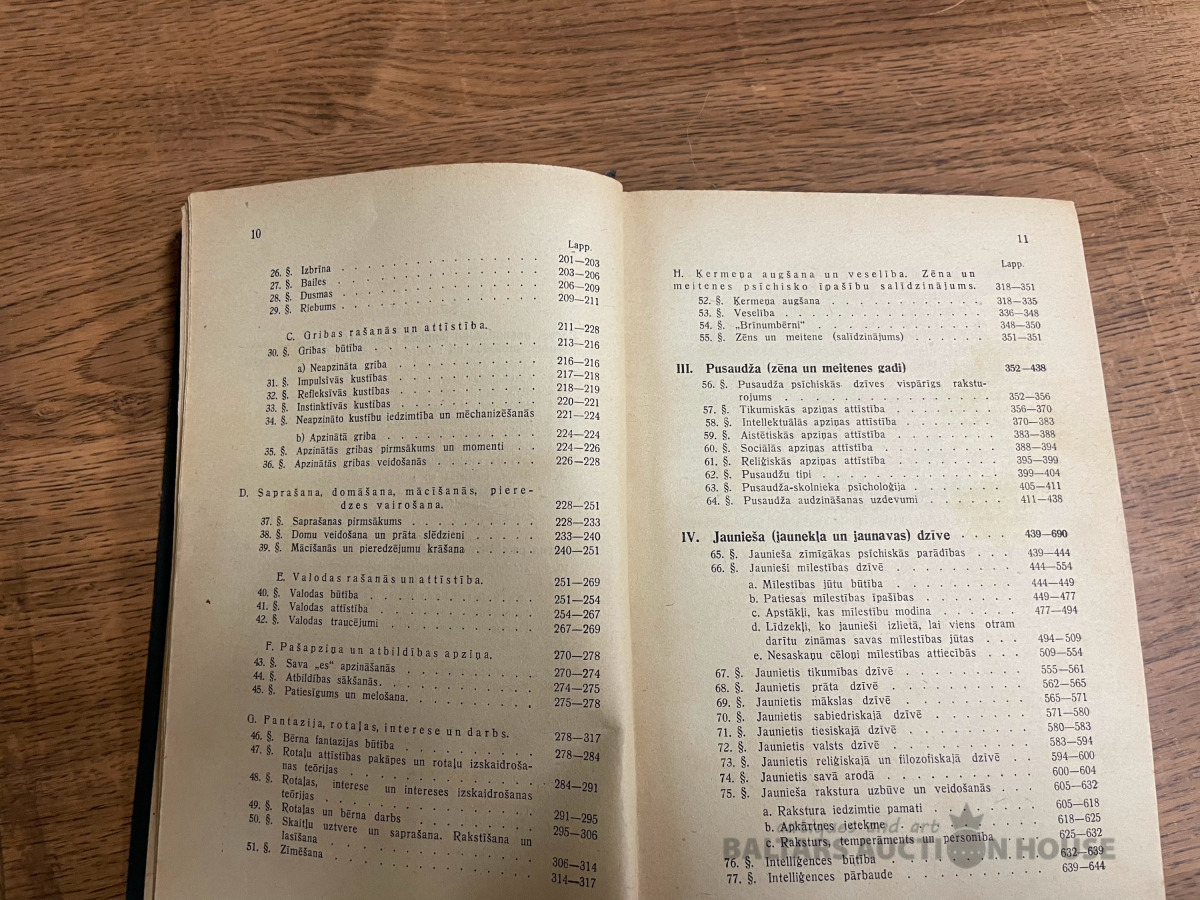 10
Lapp.
26. §. Izbrīna . . . . . . . . . . 201—203
27. §. Bailes . . . . . . . . . . 203—206
28. §. Dusmas . . . . . . . . . . 206—209
29. §. Riebums . . . . . . . . . . 209—211
C. Gribas rašanās un attīstība. 211—228
30. §. Gribas būtība . . . . . . . . . . 213—216
a) Neapzināta griba . . . . . . . . . . 216—216
31. §. Impulsīvās kustības . . . . . . . . . . 217—218
32. §. Refleksīvās kustības . . . . . . . . . . 218—219
33. §. Instinktīvās kustības . . . . . . . . . . 220—221
34. §. Neapzināto kustību iedzimtība un mēchanizēšanās 221—224
b) Apzinātā griba . . . . . . . . . . 224—224
35. §. Apzinātās gribas pirmsākums un momenti . . 224—226
36. §. Apzinātās gribas veidošanās . . . . . . . . 226—228
D. Saprašana, domāšana, mācīšanās, piere-
dzes vairošana. 228—251
37. §. Saprašanas pirmsākums . . . . . . . . . 228—233
38. §. Domu veidošana un prāta slēdzieni . . . . . 233—240
39. §. Mācīšanās un pieredzējumu krāšana . . . . . 240—251
E. Valodas rašanās un attīstība. 251—269
40. §. Valodas būtība . . . . . . . . . . 251—254
41. §. Valodas attīstība . . . . . . . . . . 254—267
42. §. Valodas traucējumi . . . . . . . . . . 267—269
F. Pašapziņa un atbildības apziņa. 270—278
43. §. Sava „es" apzināšanās . . . . . . . . . 270—274
44. §. Atbildības sākšanās. . . . . . . . . . 274—275
45. §. Patiesīgums un melošana. . . . . . . . . 275—278
G. Fantazija, rotaļas, interese un darbs. 278—317
46. §. Bērna fantazijas būtība . . . . . . . . . 278—284
47. §. Rotaļu attīstības pakāpes un rotaļu izskaidroša-
nas teōrijas . . . . . . . . . . 284—291
48. §. Rotaļas, interese un intereses izskaidrošanas
teōrijas . . . . . . . . . . 291—295
49. §. Rotaļas un bērna darbs . . . . . . . . . 295—306
50. §. Skaitļu uztvere un saprašana. Rakstīšana un
lasīšana . . . . . . . . . . 306—314
51. §. Zīmēšana . . . . . . . . . . 314—317
11
Lapp.
H. Ķermeņa augšana un veselība. Zēna un
meitenes psīchisko īpašību salīdzinājums. 318—351
52. §. Ķermeņa augšana . . . . . . . . . . 318—335
53. §. Veselība . . . . . . . . . . 336—348
54. §. „Brīnumbērni" . . . . . . . . . . 348—350
55. §. Zēns un meitene (salīdzinājums) . . . . . . 351—351
III. Pusaudža (zēna un meitenes gadi) 352—438
56. §. Pusaudža psīchiskās dzīves vispārīgs rakstu-
rojums . . . . . . . . . . 352—356
57. §. Tikumiskās apziņas attīstība . . . . . . . . 356—370
58. §. Intellektuālās apziņas attīstība . . . . . . . 370—383
59. §. Aistētiskās apziņas attīstība . . . . . . . . 383—388
60. §. Sociālās apziņas attīstība . . . . . . . . . 388—394
61. §. Reliģiskās apziņas attīstība . . . . . . . . 395—399
62. §. Pusaudžu tipi . . . . . . . . . . 399—404
63. §. Pusaudža-skolnieka psīcholoģija . . . . . . . 405—411
64. §. Pusaudža audzināšanas uzdevumi . . . . . . 411—438
IV. Jaunieša (jaunekļa un jaunavas) dzīve . . . . 439—690
65. §. Jaunieša zīmīgākas psīchiskās parādības . . . 439—444
66. §. Jaunieši mīlestības dzīvē . . . . . . . . . 444—554
a. Mīlestības jūtu būtība . . . . . . . . . 444—449
b. Patiesas mīlestības īpašības . . . . . . . 449—477
c. Apstākļi, kas mīlestību modina . . . . . . 477—494
d. Līdzekļi, ko jaunieši izlietā, lai viens otram
darītu zināmas savas mīlestības jūtas . . . 494—509
e. Nesaskaņu cēloņi mīlestības attiecībās . . . 509—554
67. §. Jaunietis tikumības dzīvē . . . . . . . . . 555—561
68. §. Jaunietis prāta dzīvē . . . . . . . . . . 562—565
69. §. Jaunietis mākslas dzīvē . . . . . . . . . 565—571
70. §. Jaunietis sabiedriskajā dzīvē . . . . . . . 571—580
71. §. Jaunietis tiesiskajā dzīvē . . . . . . . . . 580—583
72. §. Jaunietis valsts dzīvē . . . . . . . . . . 583—594
73. §. Jaunietis reliģiskajā un filozofiskajā dzīvē . . 594—600
74. §. Jaunietis savā arodā . . . . . . . . . . 600—604
75. §. Jaunieša rakstura uzbūve un veidošanās . . . 605—632
a. Rakstura iedzimtie pamati . . . . . . . . 605—618
b. Apkārtnes ietekme . . . . . . . . . . 618—625
c. Raksturs, temperāments un personība . . . 625—632
76. §. Intelliģences būtība . . . . . . . . . . 632—639
77. §. Intelliģences pārbaude . . . . . . . . . 639—644
antiques and art
BALTAIS AUCTION HOUSE